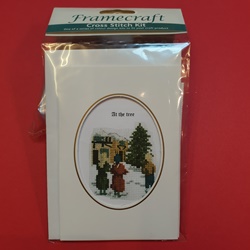 Framecraft
Cross Stitch Kit
At the tree